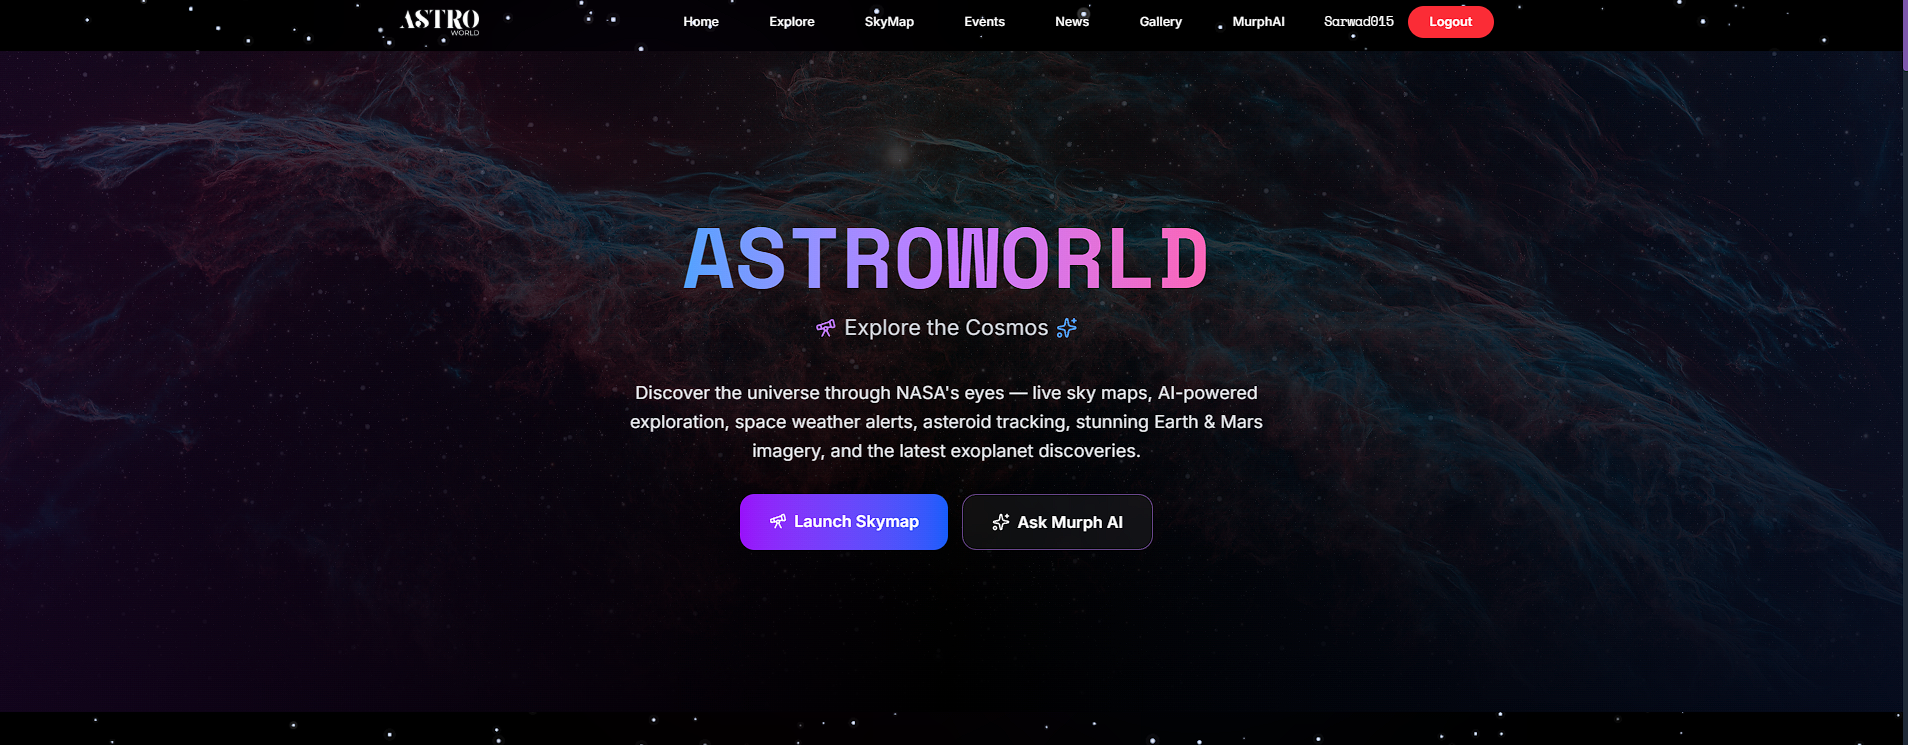 ASTRO
WORLD
Home Explore SkyMap Events News Gallery MurphAI Sarwad015 Logout
ASTROWORLD
Explore the Cosmos
Discover the universe through NASA's eyes — live sky maps, AI-powered
exploration, space weather alerts, asteroid tracking, stunning Earth & Mars
imagery, and the latest exoplanet discoveries.
Launch Skymap Ask Murph AI